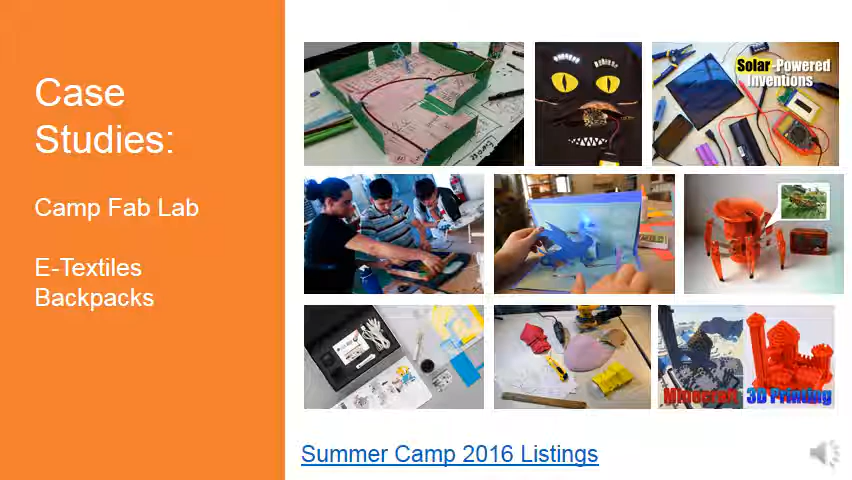 Case
Studies:
Camp Fab Lab
E-Textiles
Backpacks
Solar-Powered
Inventions
Minecraft 3D Printing
Summer Camp 2016 Listings